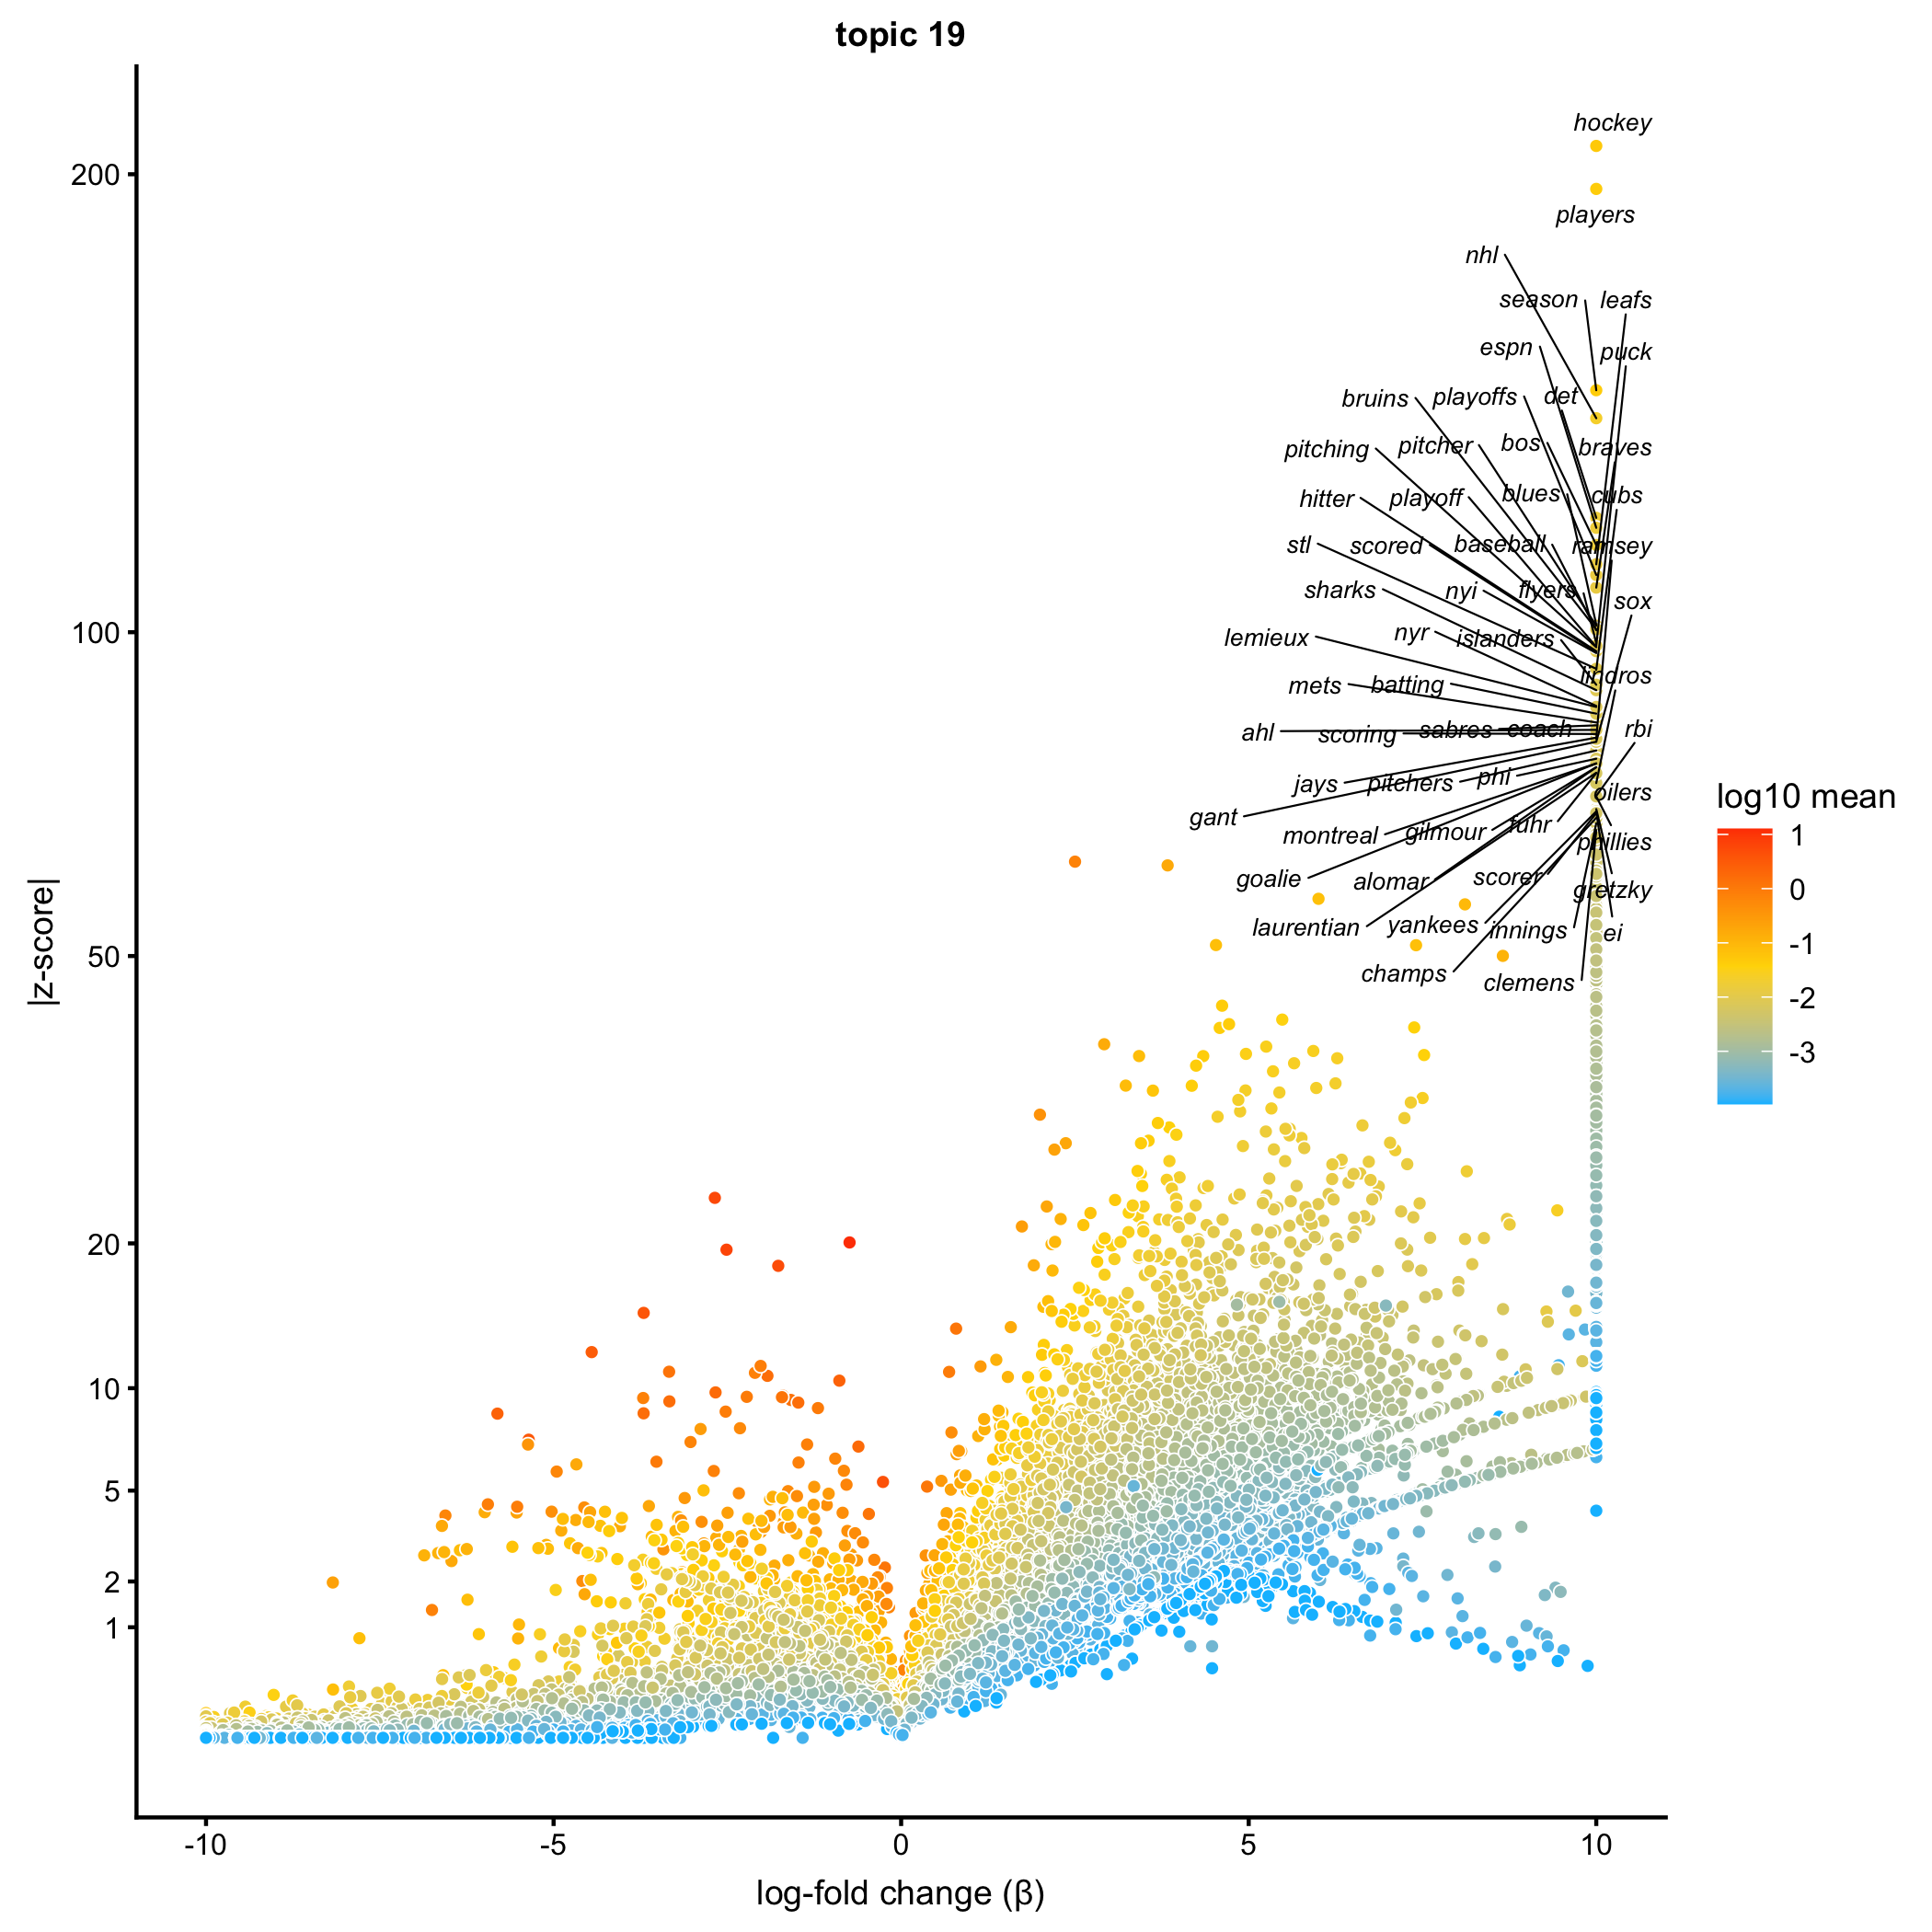 topic 19
hockey
players
nhl
season leafs
espn puck
bruins playoffs det
pitching pitcher bos braves
hitter playoff blues cubs
stl scored baseball ramsey
sharks nyi flyers sox
lemieux nyr islanders
mets batting lindros
ahl scoring sabres coach rbi
jays pitchers phi oilers
gant montreal gilmour fuhr phillies
goalie alomar scorer gretzky
laurentian yankees innings ei
champs clemens
200
100
50
20
10
5
2
1
|z-score|
-10 -5 0 5 10
log-fold change (β)
log10 mean
1
0
-1
-2
-3